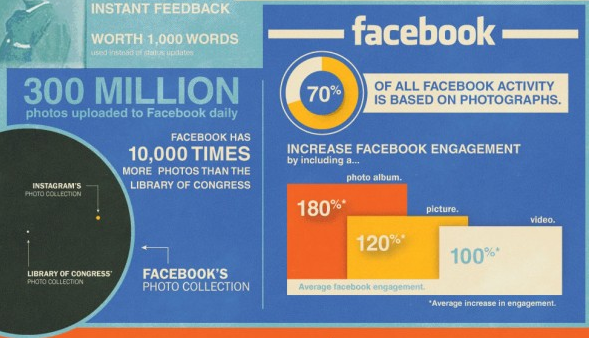 INSTANT FEEDBACK
WORTH 1,000 WORDS
used instead of status updates
300 MILLION
photos uploaded to Facebook daily
FACEBOOK HAS
10,000 TIMES
MORE PHOTOS THAN THE
LIBRARY OF CONGRESS
INSTAGRAM'S
PHOTO COLLECTION
LIBRARY OF CONGRESS'
PHOTO COLLECTION
FACEBOOK'S
PHOTO COLLECTION
facebook
70%
OF ALL FACEBOOK ACTIVITY
IS BASED ON PHOTOGRAPHS.
INCREASE FACEBOOK ENGAGEMENT
by including a...
photo album.
180%*
picture.
120%*
video.
100%*
Average facebook engagement.
*Average increase in engagement.